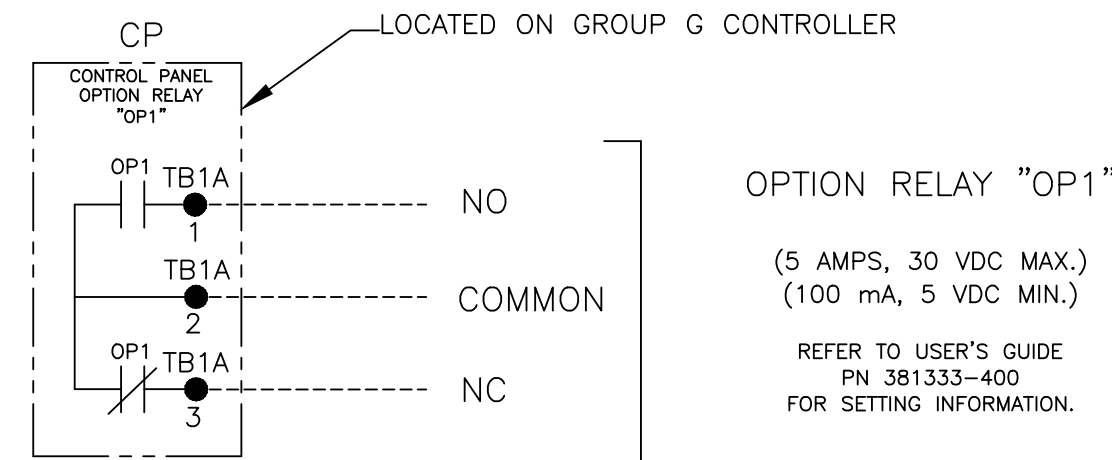 CP
LOCATED ON GROUP G CONTROLLER
CONTROL PANEL
OPTION RELAY
"OP1"
OP1 TB1A
1
NO
TB1A
2
COMMON
OP1 TB1A
3
NC
OPTION RELAY "OP1"
(5 AMPS, 30 VDC MAX.)
(100 mA, 5 VDC MIN.)
REFER TO USER'S GUIDE
PN 381333-400
FOR SETTING INFORMATION.